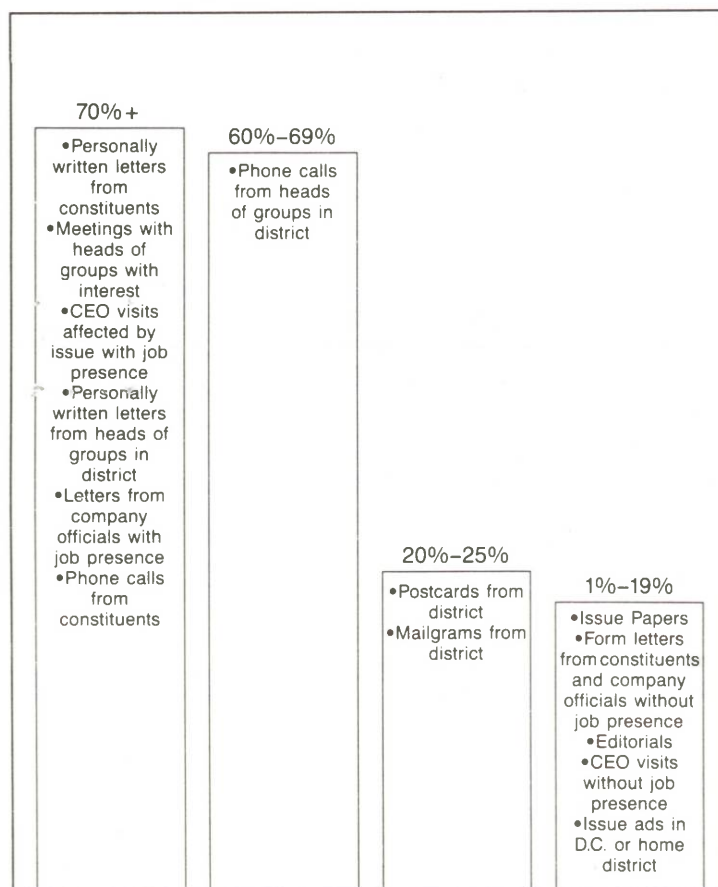 70%+
•Personally
written letters
from
constituents
•Meetings with
heads of
groups with
interest
•CEO visits
affected by
issue with job
presence
•Personally
written letters
from heads of
groups in
district
•Letters from
company
officials with
job presence
•Phone calls
from
constituents
60%–69%
•Phone calls
from heads
of groups in
district
20%–25%
•Postcards from
district
•Mailgrams from
district
1%–19%
•Issue Papers
•Form letters
from constituents
and company
officials without
job presence
•Editorials
•CEO visits
without job
presence
•Issue ads in
D.C. or home
district